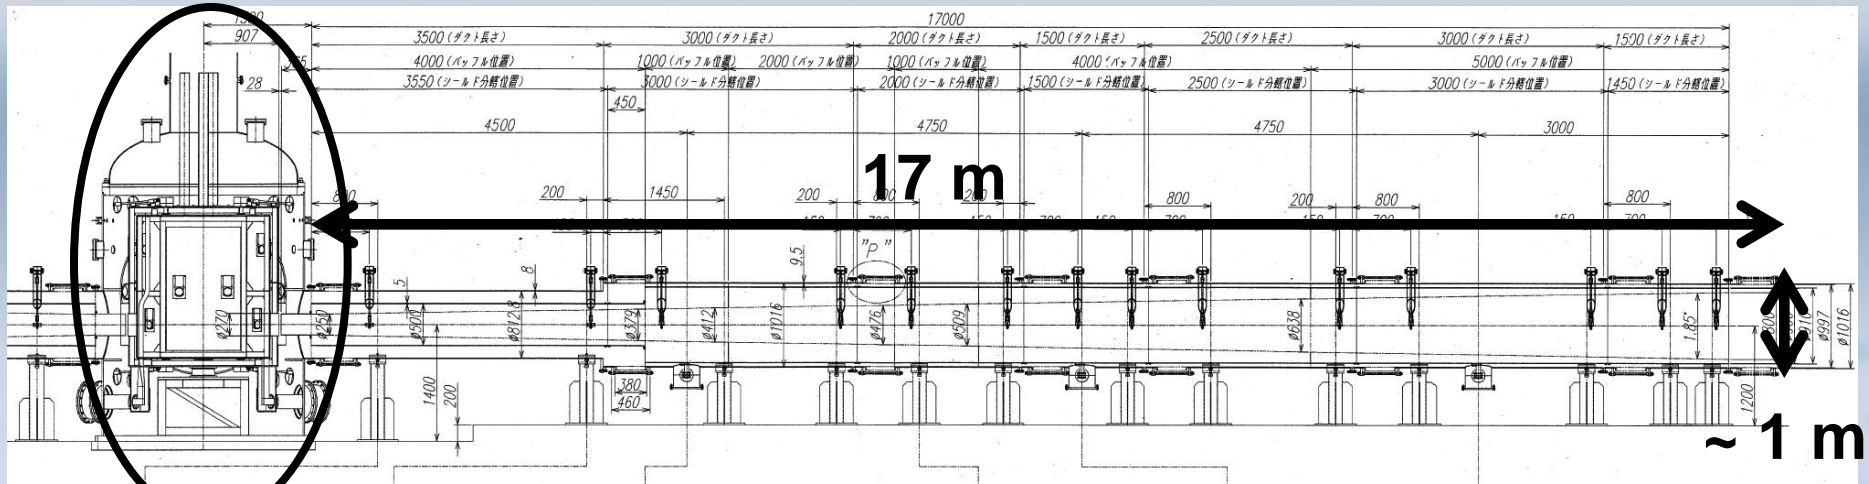 1300
17000
907
3500 (ダクト長さ)
3000 (ダクト長さ)
2000 (ダクト長さ)
1500 (ダクト長さ)
2500 (ダクト長さ)
3000 (ダクト長さ)
1500 (ダクト長さ)
4000 (バッフル位置)
1000 (バッフル位置)
2000 (バッフル位置)
1000 (バッフル位置)
4000 (バッフル位置)
5000 (バッフル位置)
28
3550 (シールド分轄位置)
3000 (シールド分轄位置)
2000 (シールド分轄位置)
1500 (シールド分轄位置)
2500 (シールド分轄位置)
3000 (シールド分轄位置)
1450 (シールド分轄位置)
450
4500
4750
4750
3000
17 m
200
1450
200
800
800
200
800
800
"P"
9.5
8
5
ø270
ø250
ø500
ø812.8
ø379
ø412
ø1016
ø476
ø509
ø638
1.85°
ø997
ø1016
1400
200
380
460
1200
~ 1 m